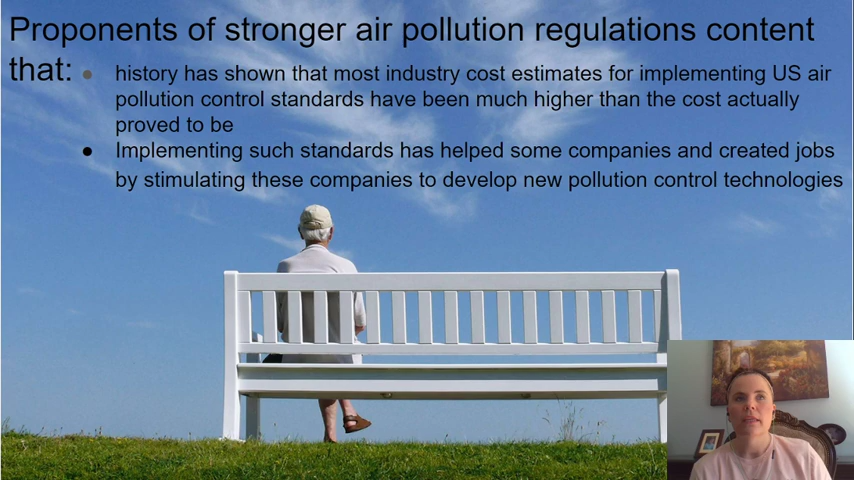 Proponents of stronger air pollution regulations content
that:
● history has shown that most industry cost estimates for implementing US air
pollution control standards have been much higher than the cost actually
proved to be
● Implementing such standards has helped some companies and created jobs
by stimulating these companies to develop new pollution control technologies